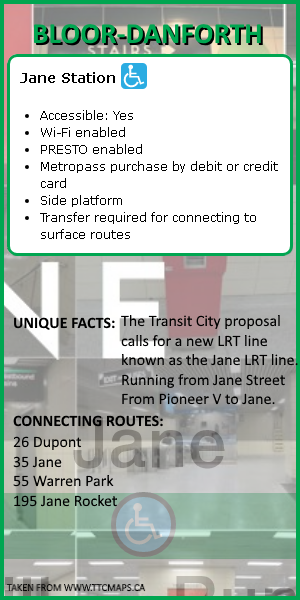 BLOOR-DANFORTH
STAIRS
Jane Station
Accessible: Yes
Wi-Fi enabled
PRESTO enabled
Metropass purchase by debit or credit
card
Side platform
Transfer required for connecting to
surface routes
NE
UNIQUE FACTS: The Transit City proposal
calls for a new LRT line
known as the Jane LRT line.
Running from Jane Street
From Pioneer V to Jane.
CONNECTING ROUTES:
26 Dupont
Jane
35 Jane
55 Warren Park
195 Jane Rocket
TAKEN FROM WWW.TTCMAPS.CA